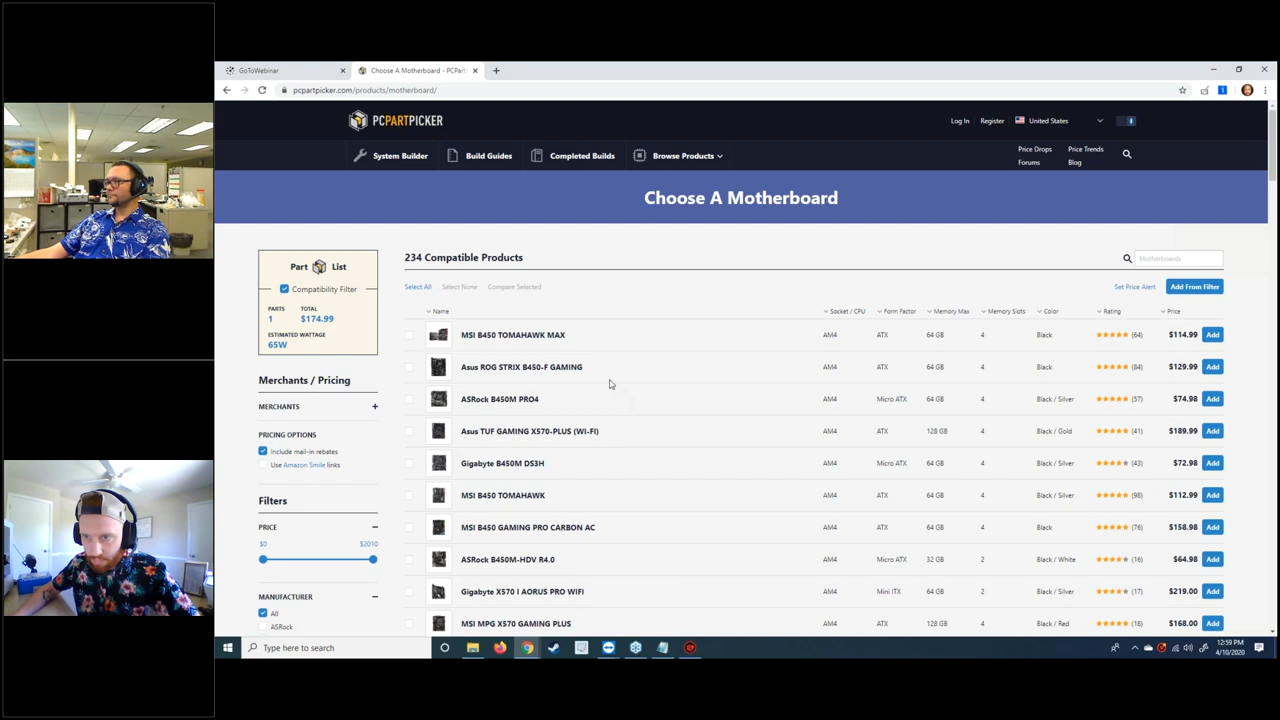 GoToWebinar
Choose A Motherboard - PCPart
pcpartpicker.com/products/motherboard/
PCPARTPICKER
Log In Register United States
System Builder Build Guides Completed Builds Browse Products
Price Drops Price Trends
Forums Blog
Choose A Motherboard
Part List
Compatibility Filter
PARTS TOTAL
1 $174.99
ESTIMATED WATTAGE
65W
Merchants / Pricing
MERCHANTS +
PRICING OPTIONS
Include mail-in rebates
Use Amazon Smile links
Filters
PRICE
$0 $2010
MANUFACTURER
All
ASRock
234 Compatible Products
Motherboards
Select All Select None Compare Selected
Set Price Alert Add From Filter
Name Socket / CPU Form Factor Memory Max Memory Slots Color Rating Price
MSI B450 TOMAHAWK MAX AM4 ATX 64 GB 4 Black (64) $114.99 Add
Asus ROG STRIX B450-F GAMING AM4 ATX 64 GB 4 Black (84) $129.99 Add
ASRock B450M PRO4 AM4 Micro ATX 64 GB 4 Black / Silver (57) $74.98 Add
Asus TUF GAMING X570-PLUS (WI-FI) AM4 ATX 128 GB 4 Black / Gold (41) $189.99 Add
Gigabyte B450M DS3H AM4 Micro ATX 64 GB 4 Black / Silver (43) $72.98 Add
MSI B450 TOMAHAWK AM4 ATX 64 GB 4 Black / Silver (98) $112.99 Add
MSI B450 GAMING PRO CARBON AC AM4 ATX 64 GB 4 Black (76) $158.98 Add
ASRock B450M-HDV R4.0 AM4 Micro ATX 32 GB 2 Black / White (16) $64.98 Add
Gigabyte X570 I AORUS PRO WIFI AM4 Mini ITX 64 GB 2 Black / Silver (17) $219.00 Add
MSI MPG X570 GAMING PLUS AM4 ATX 128 GB 4 Black / Red (18) $168.00 Add
Type here to search
12:59 PM
4/10/2020